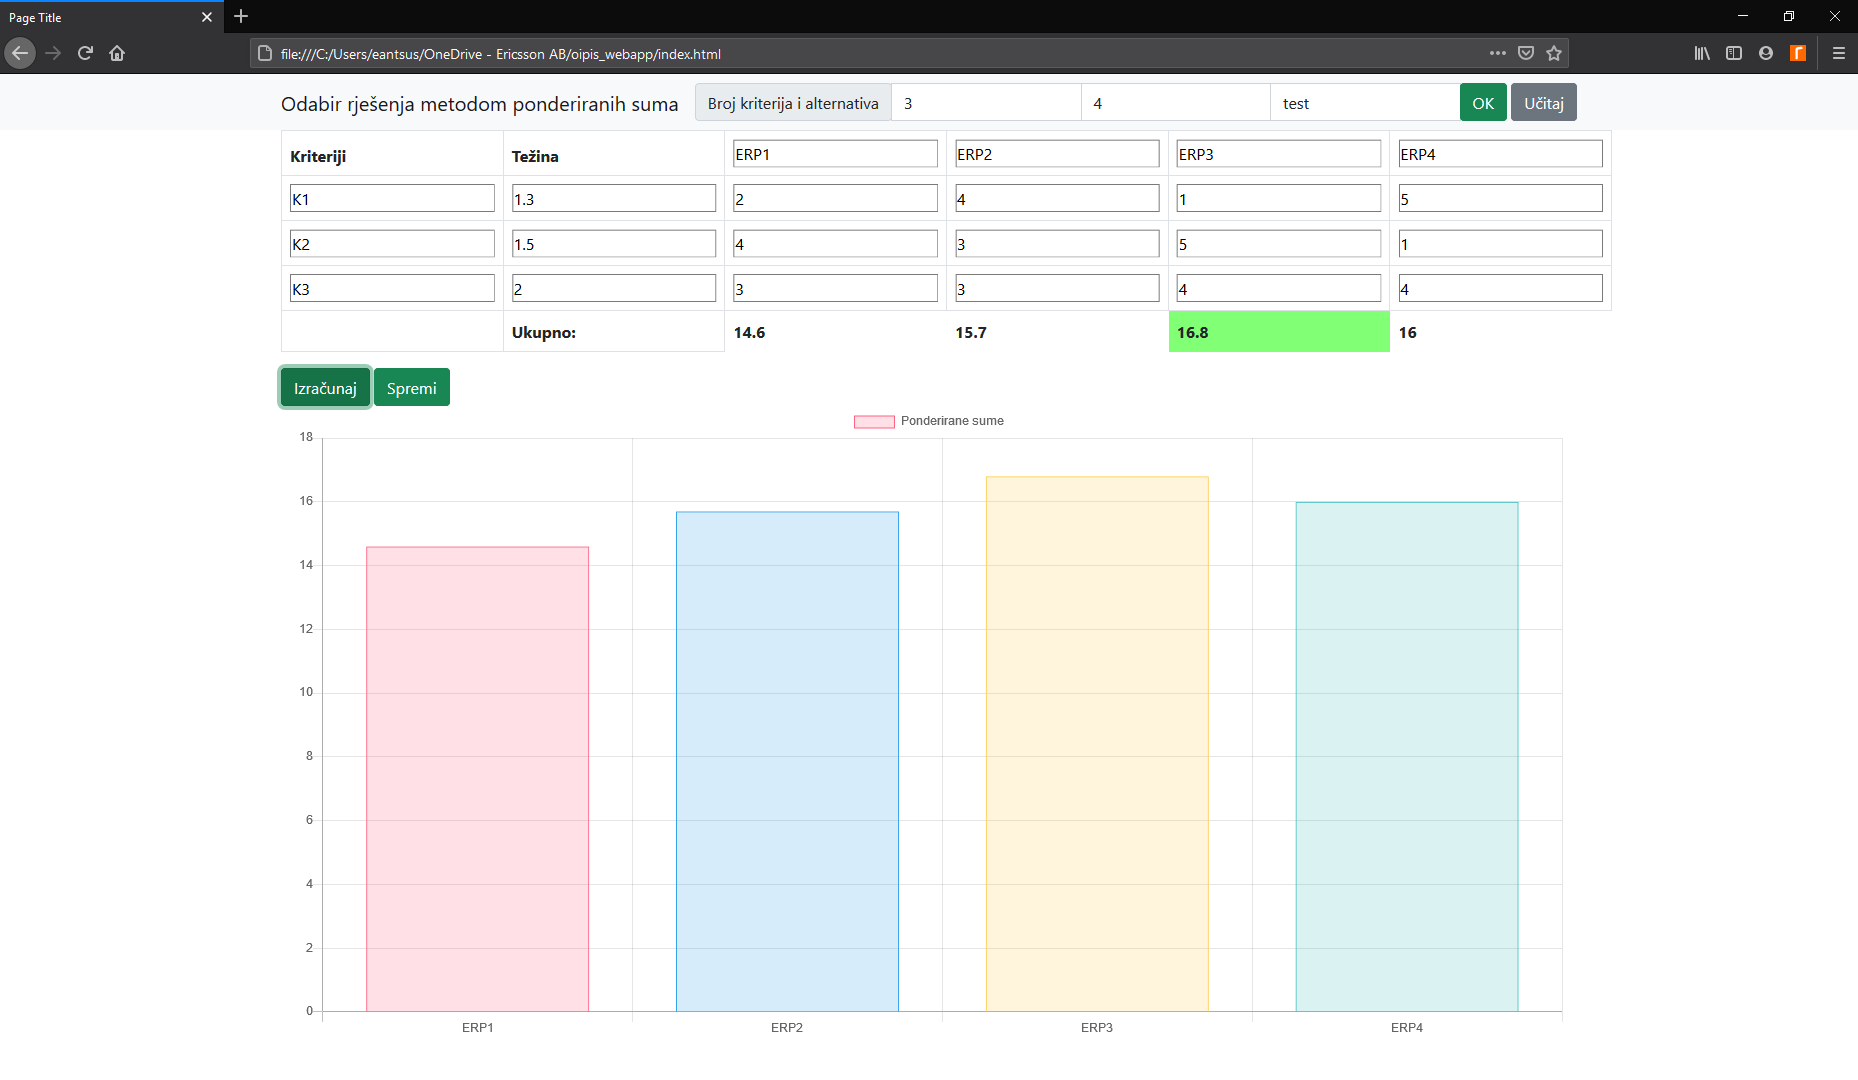 Page Title
file:///C:/Users/eantsus/OneDrive - Ericsson AB/oipis_webapp/index.html
Odabir rješenja metodom ponderiranih suma Broj kriterija i alternativa 3 4 test OK Učitaj
Kriteriji Težina ERP1 ERP2 ERP3 ERP4
K1 1.3 2 4 1 5
K2 1.5 4 3 5 1
K3 2 3 3 4 4
Ukupno: 14.6 15.7 16.8 16
Izračunaj Spremi
Ponderirane sume
18
16
14
12
10
8
6
4
2
0
ERP1 ERP2 ERP3 ERP4